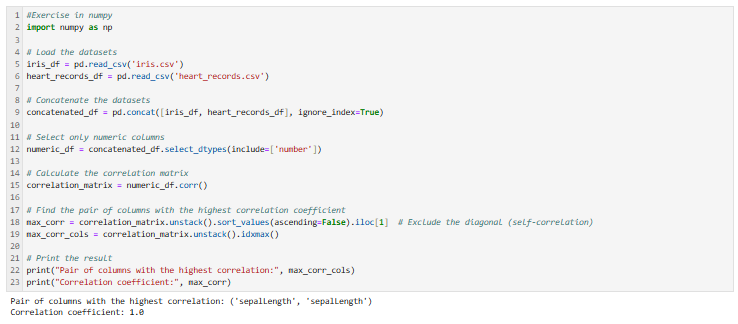 1 #Exercise in numpy
2 import numpy as np
3
4 # Load the datasets
5 iris_df = pd.read_csv('iris.csv')
6 heart_records_df = pd.read_csv('heart_records.csv')
7
8 # Concatenate the datasets
9 concatenated_df = pd.concat([iris_df, heart_records_df], ignore_index=True)
10
11 # Select only numeric columns
12 numeric_df = concatenated_df.select_dtypes(include=['number'])
13
14 # Calculate the correlation matrix
15 correlation_matrix = numeric_df.corr()
16
17 # Find the pair of columns with the highest correlation coefficient
18 max_corr = correlation_matrix.unstack().sort_values(ascending=False).iloc[1] # Exclude the diagonal (self-correlation)
19 max_corr_cols = correlation_matrix.unstack().idxmax()
20
21 # Print the result
22 print("Pair of columns with the highest correlation:", max_corr_cols)
23 print("Correlation coefficient:", max_corr)
Pair of columns with the highest correlation: ('sepalLength', 'sepalLength')
Correlation coefficient: 1.0